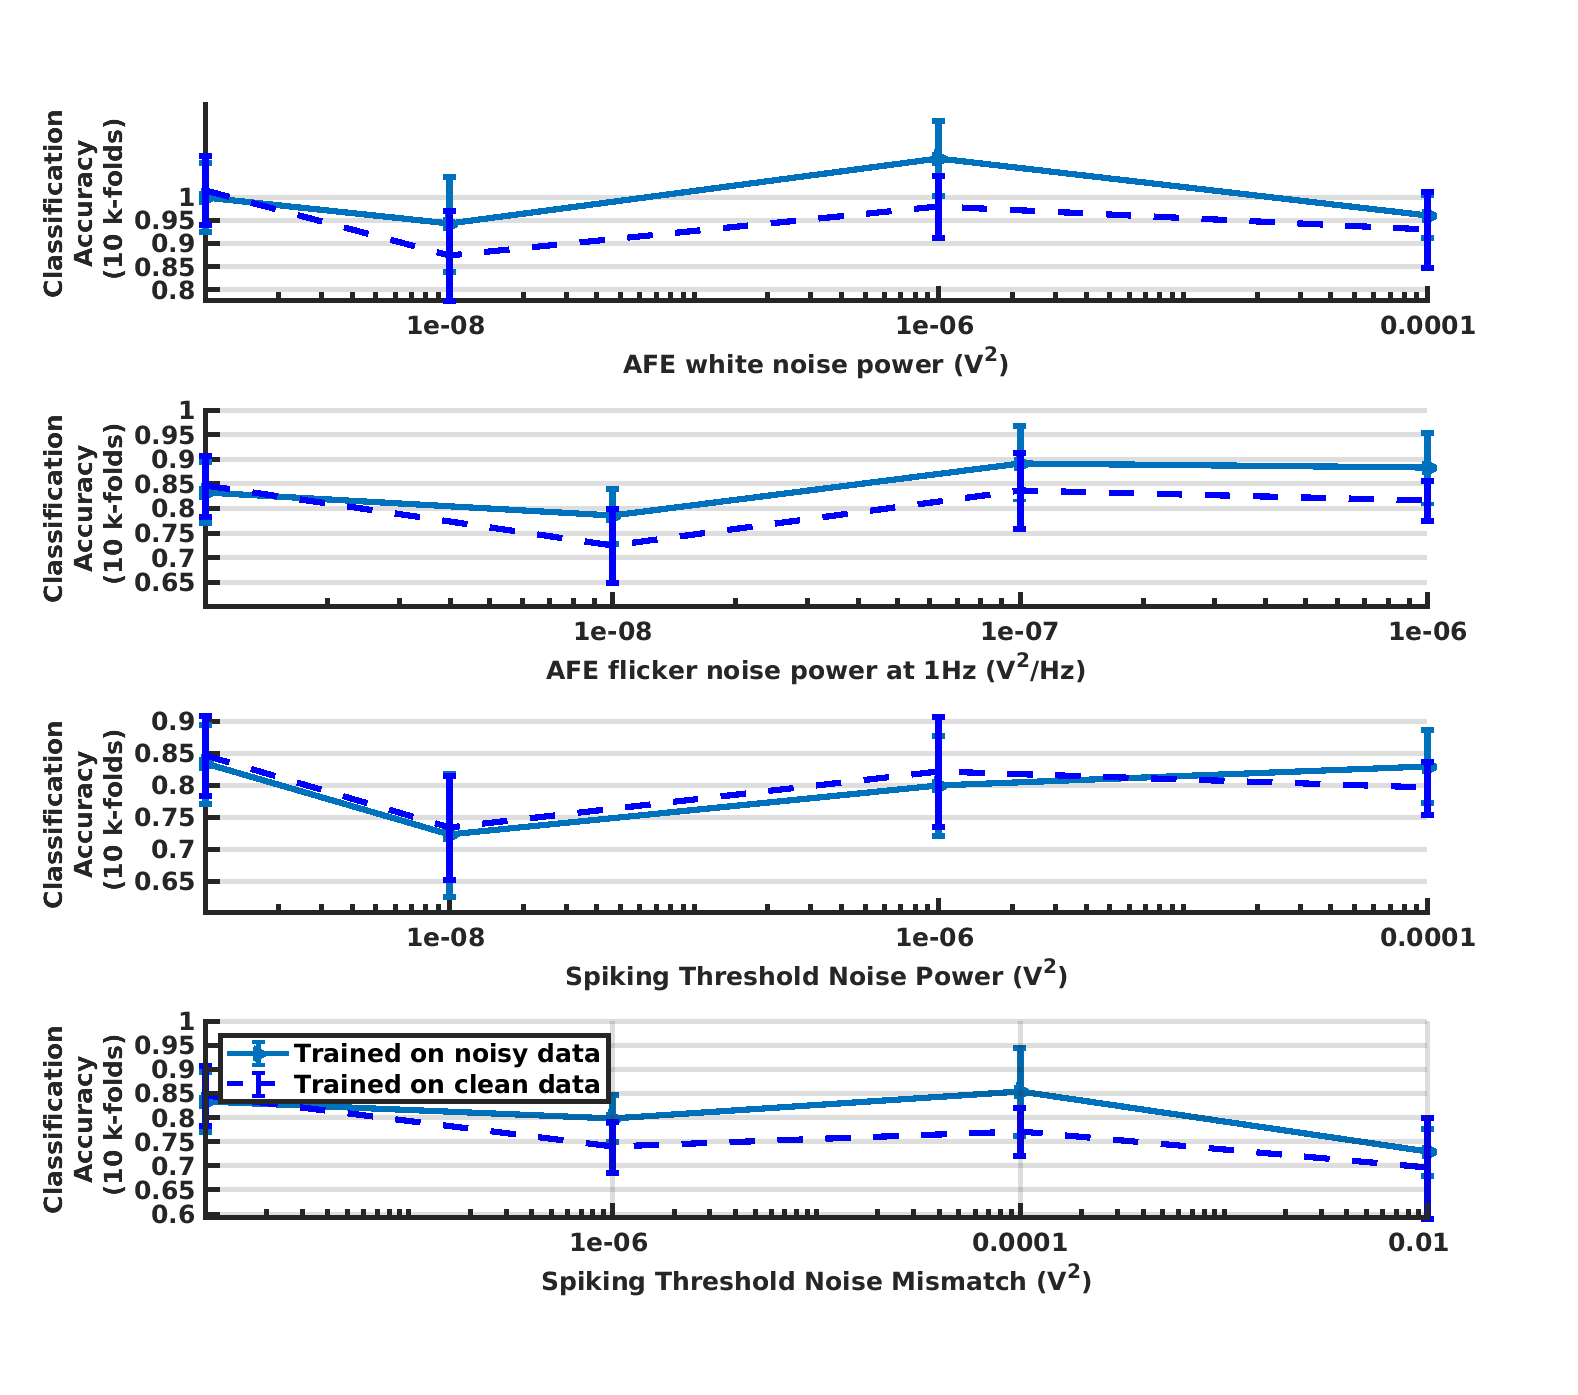 Classification
Accuracy
(10 k-folds)
1
0.95
0.9
0.85
0.8
1e-08
1e-06
0.0001
AFE white noise power (V²)
Classification
Accuracy
(10 k-folds)
1
0.95
0.9
0.85
0.8
0.75
0.7
0.65
1e-08
1e-07
1e-06
AFE flicker noise power at 1Hz (V²/Hz)
Classification
Accuracy
(10 k-folds)
0.9
0.85
0.8
0.75
0.7
0.65
1e-08
1e-06
0.0001
Spiking Threshold Noise Power (V²)
Classification
Accuracy
(10 k-folds)
1
0.95
0.9
0.85
0.8
0.75
0.7
0.65
0.6
Trained on noisy data
Trained on clean data
1e-06
0.0001
0.01
Spiking Threshold Noise Mismatch (V²)